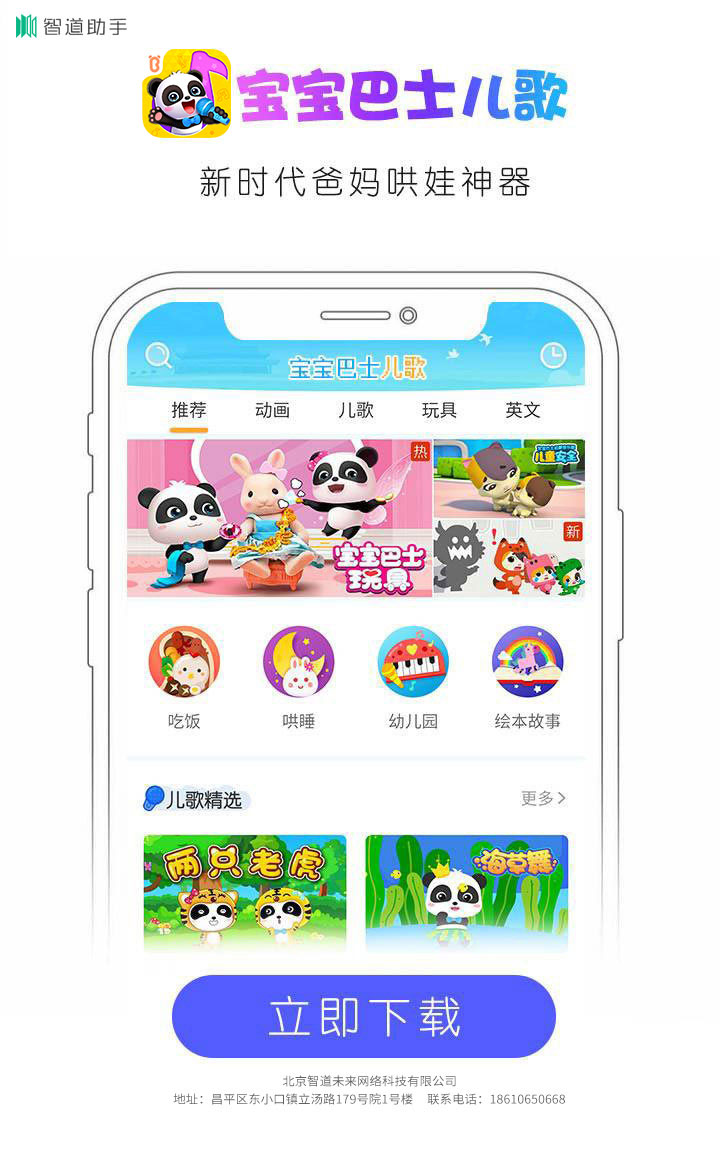 智道助手
宝宝巴士儿歌
新时代爸妈哄娃神器
宝宝巴士儿歌
推荐 动画 儿歌 玩具 英文
热
儿童安全
宝宝巴士
玩具
新
吃饭 哄睡 幼儿园 绘本故事
儿歌精选 更多
两只老虎 海草舞
立即下载
北京智道未来网络科技有限公司
地址：昌平区东小口镇立汤路179号院1号楼 联系电话：18610650668